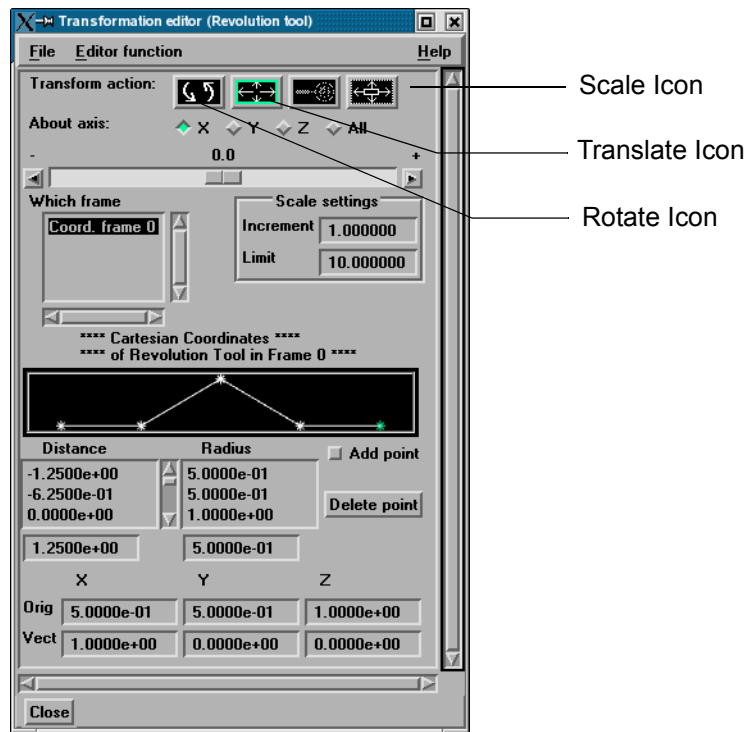 Transformation editor (Revolution tool)
File Editor function Help
Transform action:
Scale Icon
About axis: X Y Z All
Translate Icon
- 0.0 +
Which frame
Scale settings
Rotate Icon
Coord. frame 0
Increment 1.000000
Limit 10.000000
**** Cartesian Coordinates ****
**** of Revolution Tool in Frame 0 ****
Distance Radius Add point
-1.2500e+00 5.0000e-01
-6.2500e-01 5.0000e-01
0.0000e+00 1.0000e+00
Delete point
1.2500e+00 5.0000e-01
X Y Z
Orig 5.0000e-01 5.0000e-01 1.0000e+00
Vect 1.0000e+00 0.0000e+00 0.0000e+00
Close